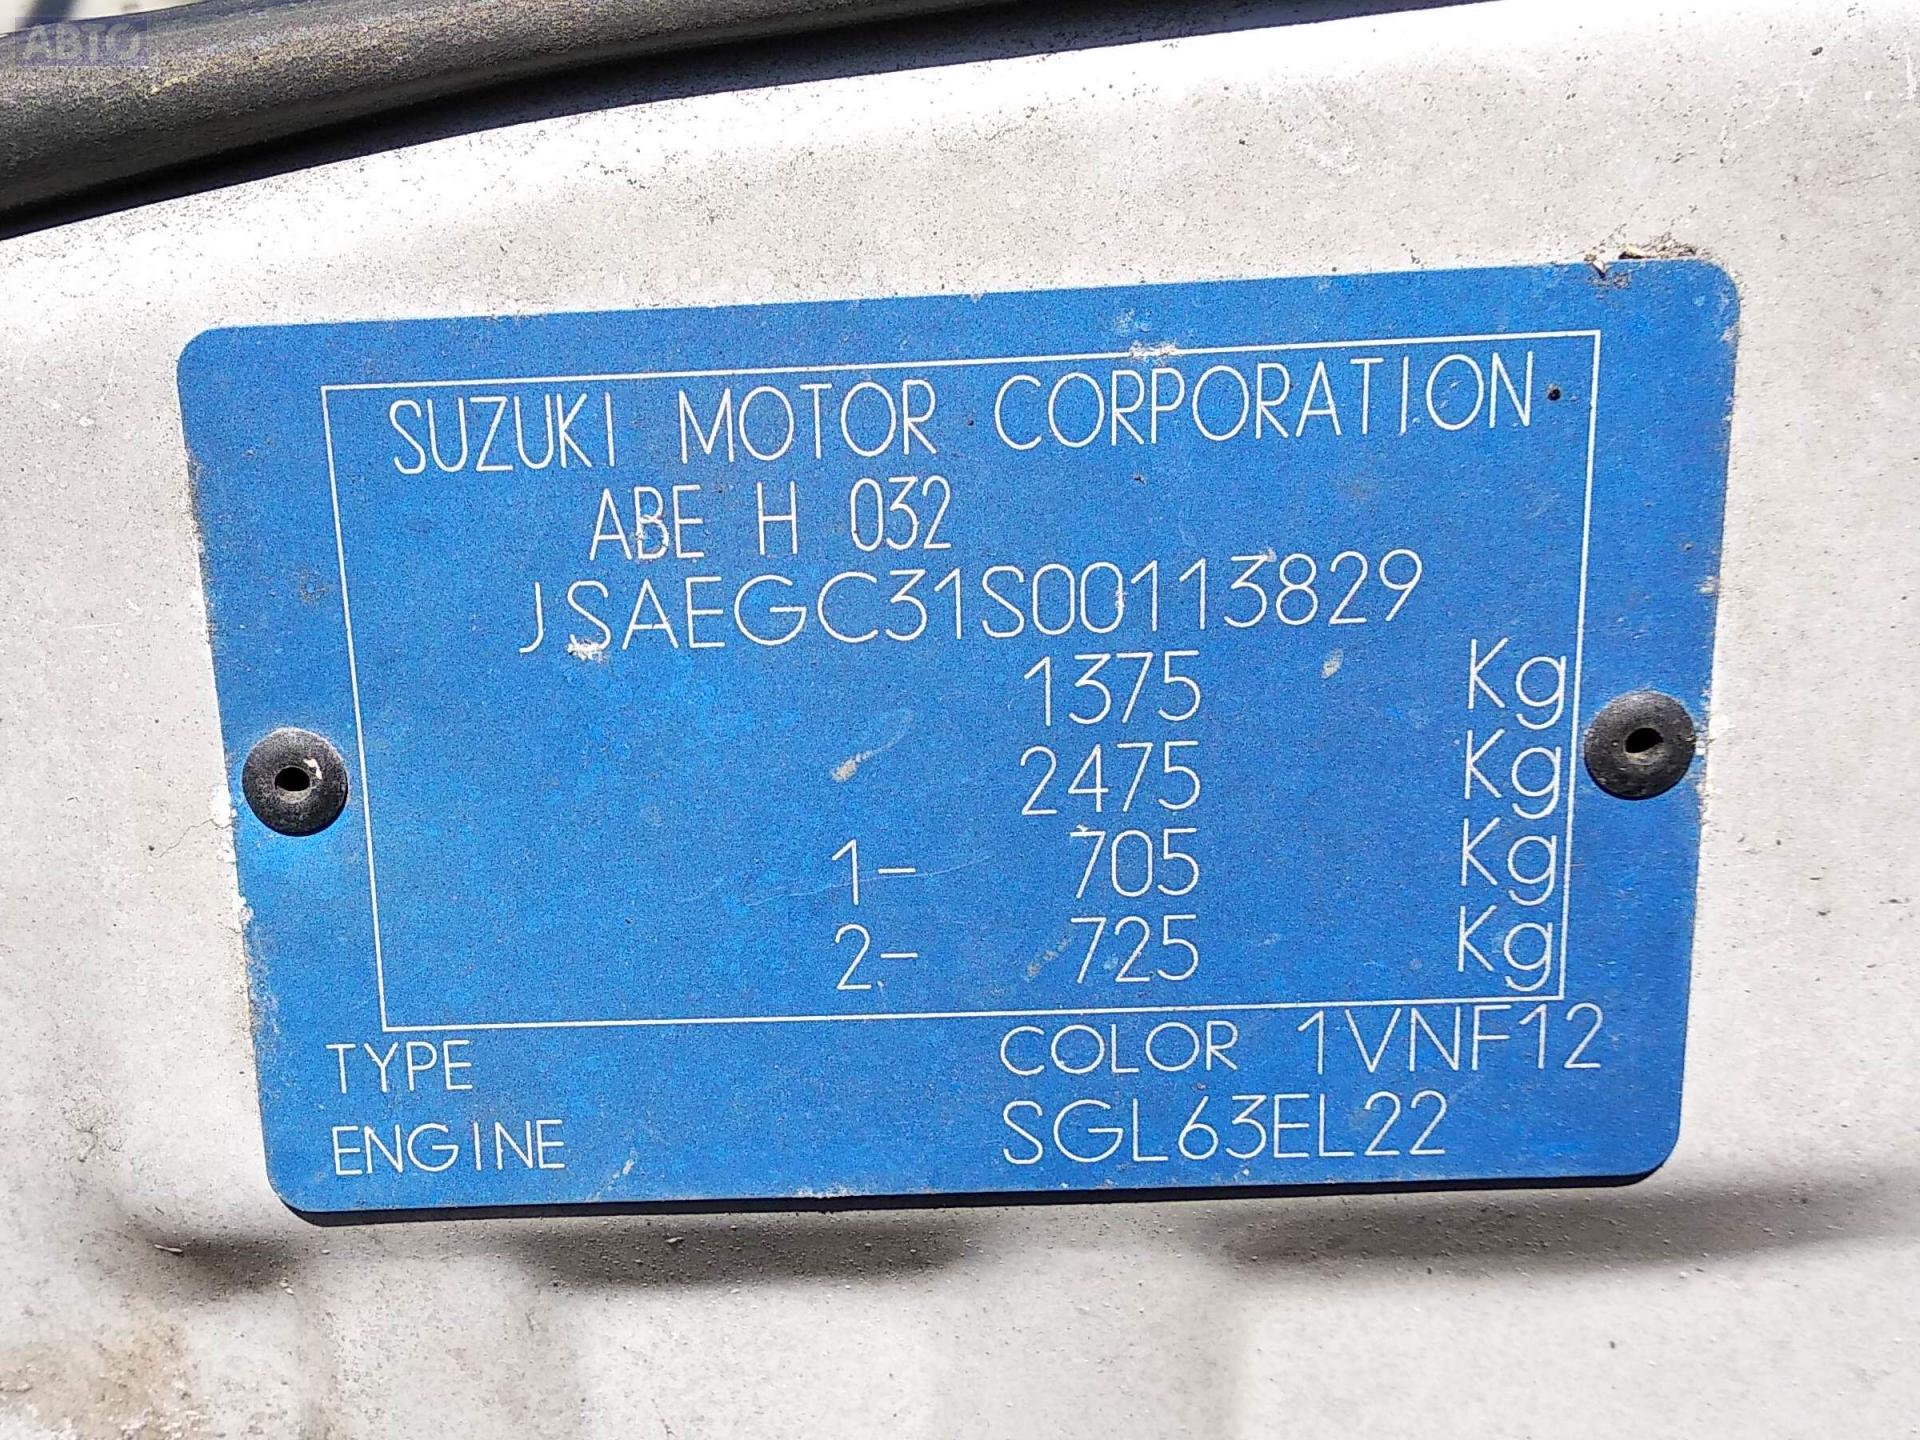 АВТО
SUZUKI MOTOR CORPORATION
ABE H 032
JSAEGC31S00113829
1375 Kg
2475 Kg
1- 705 Kg
2- 725 Kg
TYPE COLOR 1VNF12
ENGINE SGL63EL22